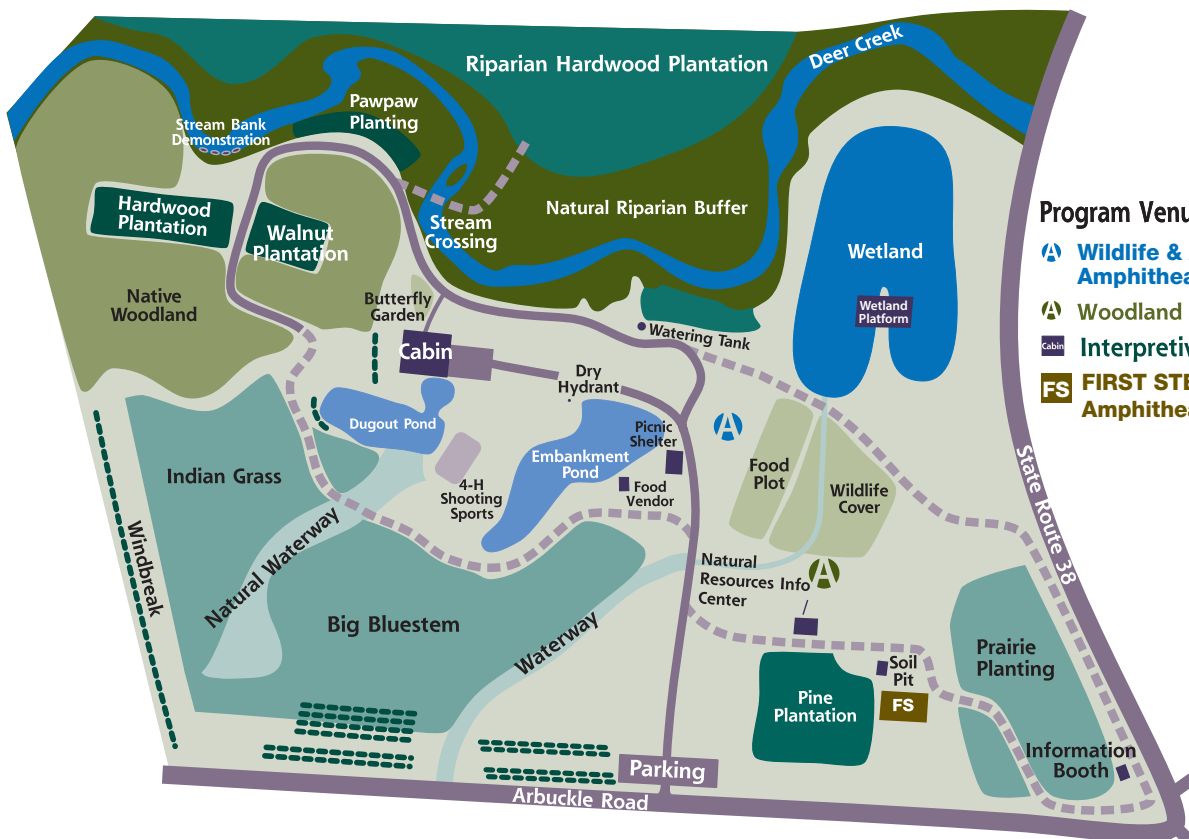 Deer Creek
Riparian Hardwood Plantation
Pawpaw
Planting
Stream Bank
Demonstration
Hardwood
Plantation
Walnut
Plantation
Stream
Crossing
Natural Riparian Buffer
Wetland
Wetland
Platform
Program Venu
Wildlife &
Amphithea
Woodland
Cabin
Interpretiv
FS
FIRST STE
Amphithea
Native
Woodland
Butterfly
Garden
Cabin
Watering Tank
Dry
Hydrant
Dugout Pond
Picnic
Shelter
Embankment
Pond
Food
Vendor
4-H
Shooting
Sports
Indian Grass
Food
Plot
Wildlife
Cover
State Route 38
Windbreak
Natural Waterway
Natural
Resources Info
Center
Big Bluestem
Waterway
Prairie
Planting
Soil
Pit
FS
Pine
Plantation
Information
Booth
Parking
Arbuckle Road